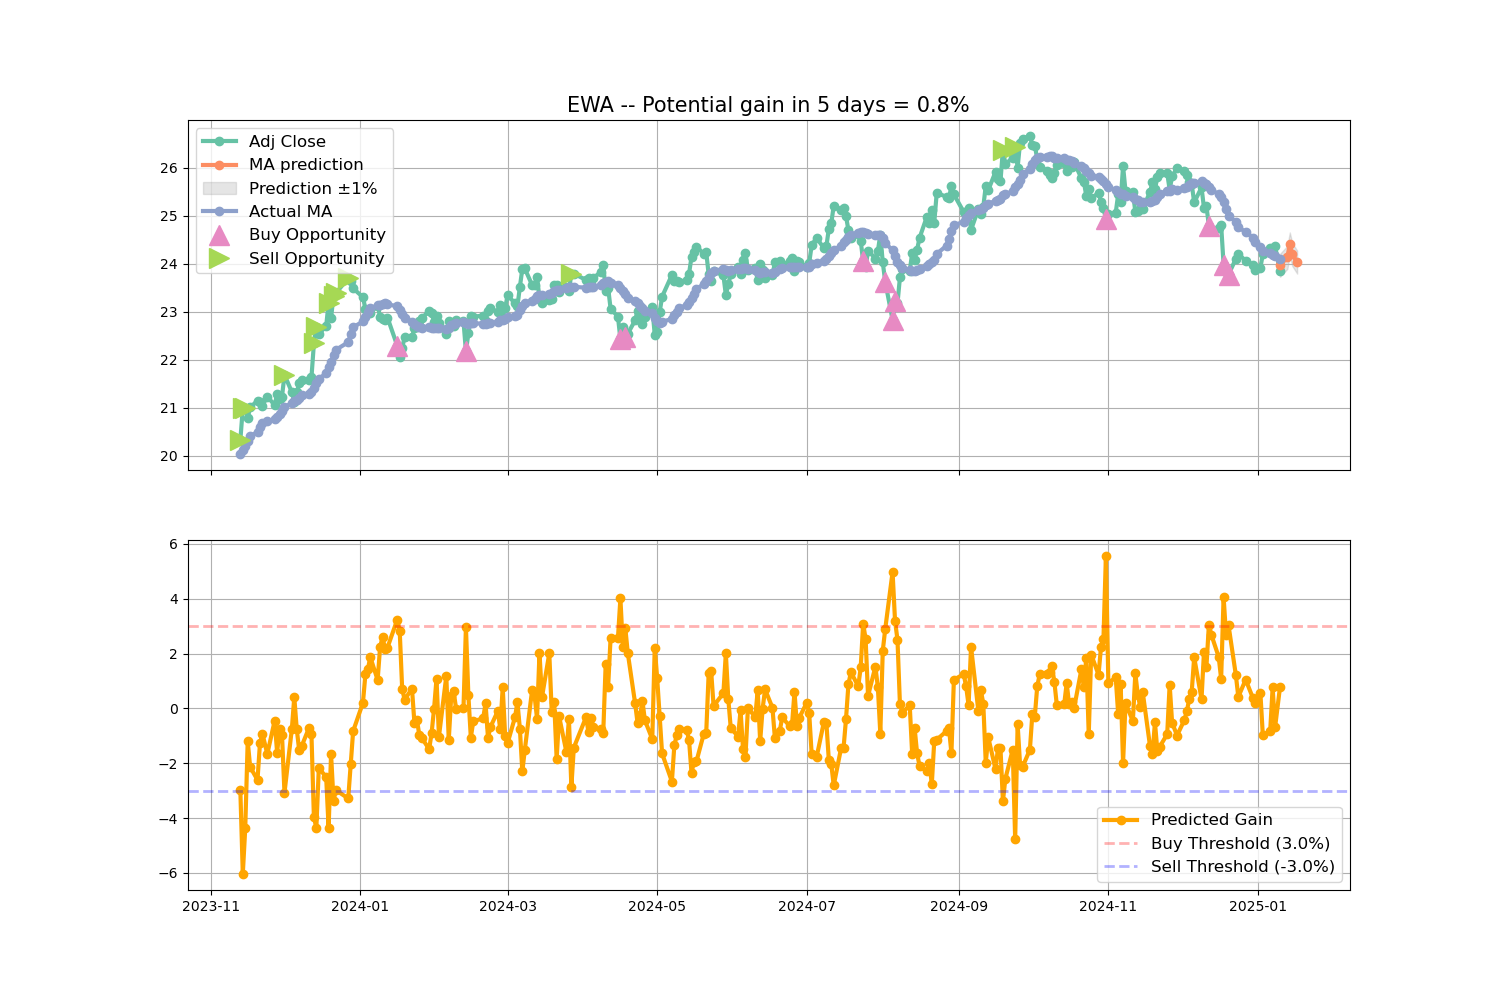 EWA -- Potential gain in 5 days = 0.8%
Adj Close
MA prediction
Prediction ±1%
Actual MA
Buy Opportunity
Sell Opportunity
26
25
24
23
22
21
20
6
4
2
0
−2
−4
−6
Predicted Gain
Buy Threshold (3.0%)
Sell Threshold (-3.0%)
2023-11 2024-01 2024-03 2024-05 2024-07 2024-09 2024-11 2025-01